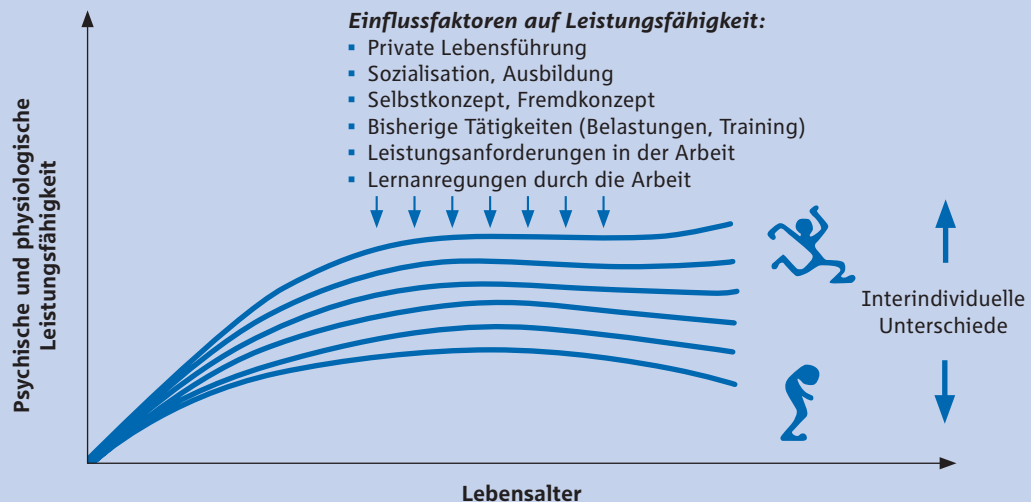 Einflussfaktoren auf Leistungsfähigkeit:
▪ Private Lebensführung
▪ Sozialisation, Ausbildung
▪ Selbstkonzept, Fremdkonzept
▪ Bisherige Tätigkeiten (Belastungen, Training)
▪ Leistungsanforderungen in der Arbeit
▪ Lernanregungen durch die Arbeit
Psychische und physiologische
Leistungsfähigkeit
Interindividuelle
Unterschiede
Lebensalter